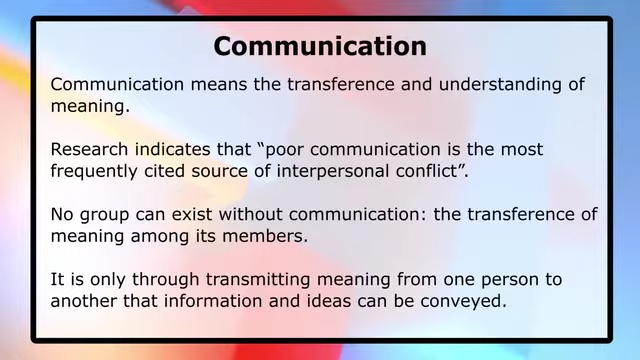 Communication
Communication means the transference and understanding of
meaning.
Research indicates that “poor communication is the most
frequently cited source of interpersonal conflict”.
No group can exist without communication: the transference of
meaning among its members.
It is only through transmitting meaning from one person to
another that information and ideas can be conveyed.